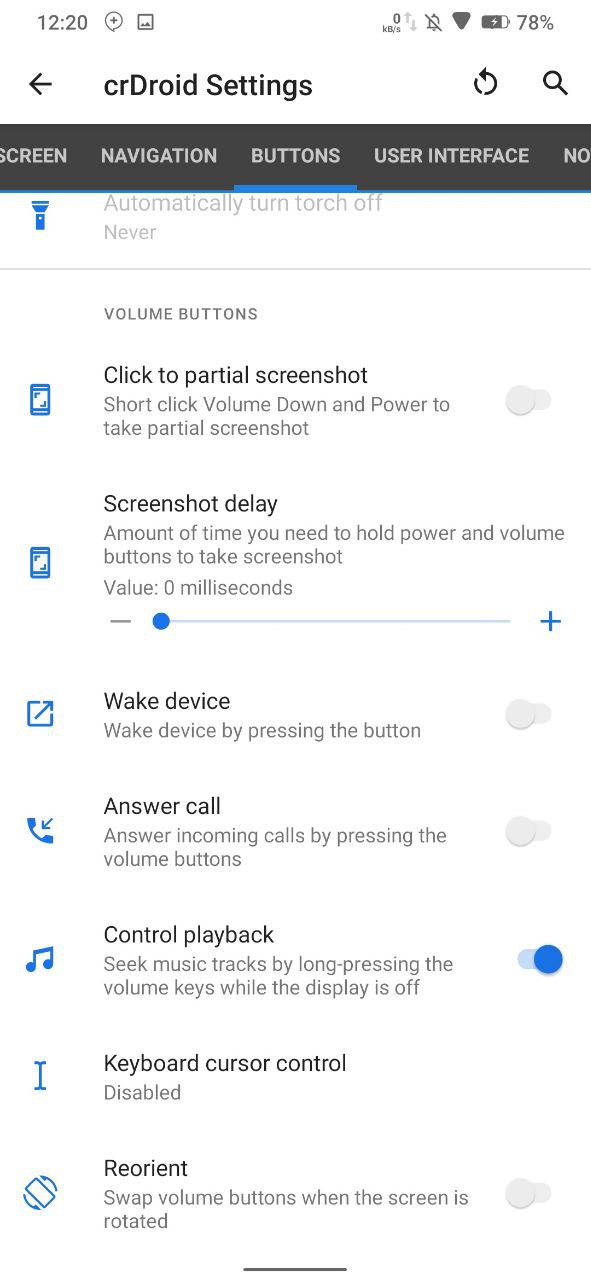 12:20 0 kB/s 78%
crDroid Settings
SCREEN NAVIGATION BUTTONS USER INTERFACE NO
Automatically turn torch off
Never
VOLUME BUTTONS
Click to partial screenshot
Short click Volume Down and Power to
take partial screenshot
Screenshot delay
Amount of time you need to hold power and volume
buttons to take screenshot
Value: 0 milliseconds
Wake device
Wake device by pressing the button
Answer call
Answer incoming calls by pressing the
volume buttons
Control playback
Seek music tracks by long-pressing the
volume keys while the display is off
Keyboard cursor control
Disabled
Reorient
Swap volume buttons when the screen is
rotated